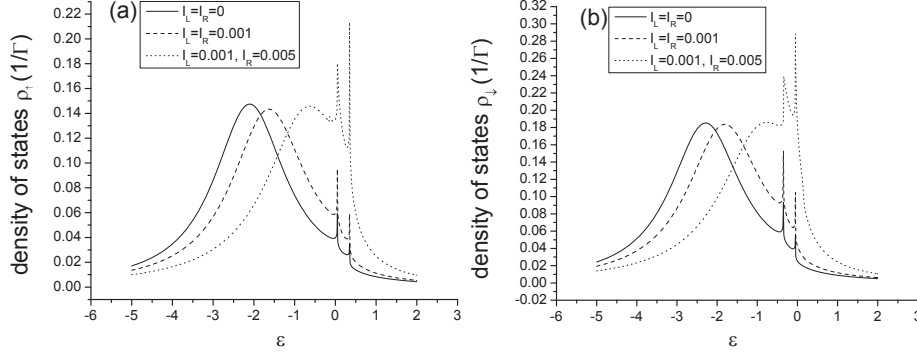 (a)
I_L=I_R=0
I_L=I_R=0.001
I_L=0.001, I_R=0.005
density of states ρ↑(1/Γ)
0.22
0.20
0.18
0.16
0.14
0.12
0.10
0.08
0.06
0.04
0.02
0.00
-6 -5 -4 -3 -2 -1 0 1 2 3
ε
(b)
I_L=I_R=0
I_L=I_R=0.001
I_L=0.001, I_R=0.005
density of states ρ↓(1/Γ)
0.32
0.30
0.28
0.26
0.24
0.22
0.20
0.18
0.16
0.14
0.12
0.10
0.08
0.06
0.04
0.02
0.00
-0.02
-6 -5 -4 -3 -2 -1 0 1 2 3
ε